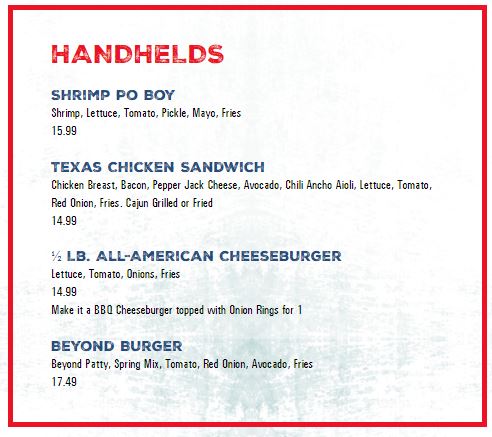 HANDHELDS
SHRIMP PO BOY
Shrimp, Lettuce, Tomato, Pickle, Mayo, Fries
15.99
TEXAS CHICKEN SANDWICH
Chicken Breast, Bacon, Pepper Jack Cheese, Avocado, Chili Ancho Aioli, Lettuce, Tomato,
Red Onion, Fries. Cajun Grilled or Fried
14.99
½ LB. ALL-AMERICAN CHEESEBURGER
Lettuce, Tomato, Onions, Fries
14.99
Make it a BBQ Cheeseburger topped with Onion Rings for 1
BEYOND BURGER
Beyond Patty, Spring Mix, Tomato, Red Onion, Avocado, Fries
17.49